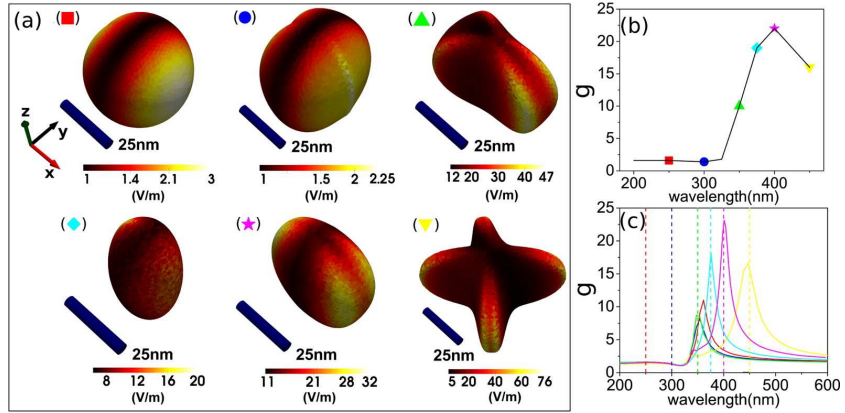 (a)
(■)
(●)
(▲)
z
y
x
25nm
25nm
25nm
1 1.4 2.1 3
(V/m)
1 1.5 2 2.25
(V/m)
12 20 30 40 47
(V/m)
(◆)
(★)
(▼)
25nm
25nm
25nm
8 12 16 20
(V/m)
11 21 28 32
(V/m)
5 20 40 60 76
(V/m)
(b)
25
20
15
10
5
0
g
200 300 400
wavelength(nm)
(c)
25
20
15
10
5
0
g
200 300 400 500 600
wavelength(nm)